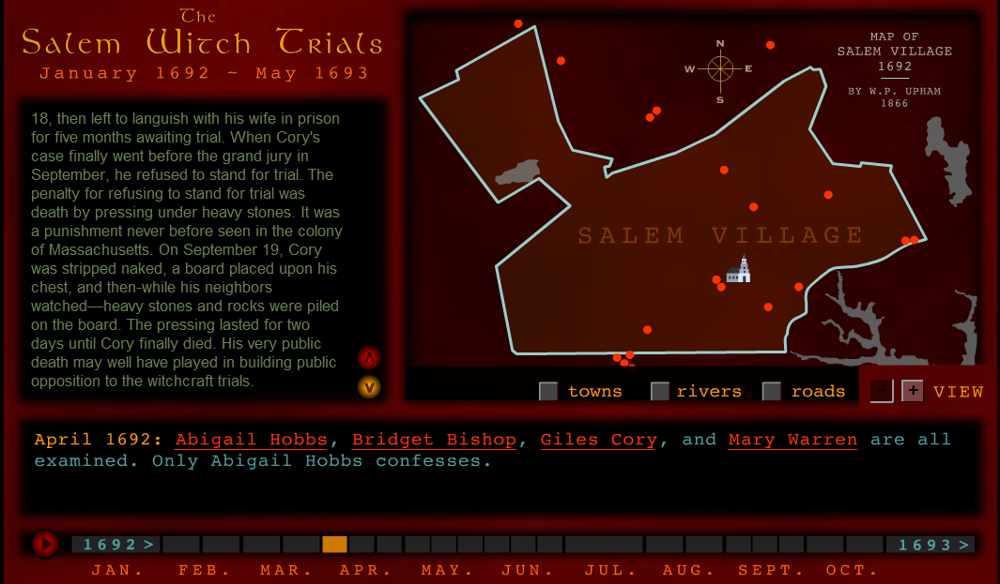 The
Salem Witch Trials
January 1692 ~ May 1693
18, then left to languish with his wife in prison
for five months awaiting trial. When Cory's
case finally went before the grand jury in
September, he refused to stand for trial. The
penalty for refusing to stand for trial was
death by pressing under heavy stones. It was
a punishment never before seen in the colony
of Massachusetts. On September 19, Cory
was stripped naked, a board placed upon his
chest, and then-while his neighbors
watched—heavy stones and rocks were piled
on the board. The pressing lasted for two
days until Cory finally died. His very public
death may well have played in building public
opposition to the witchcraft trials.
N
W E
S
MAP OF
SALEM VILLAGE
1692
BY W.P. UPHAM
1866
SALEM VILLAGE
towns rivers roads - + VIEW
April 1692: Abigail Hobbs, Bridget Bishop, Giles Cory, and Mary Warren are all
examined. Only Abigail Hobbs confesses.
1692 > 1693 >
JAN. FEB. MAR. APR. MAY. JUN. JUL. AUG. SEPT. OCT.